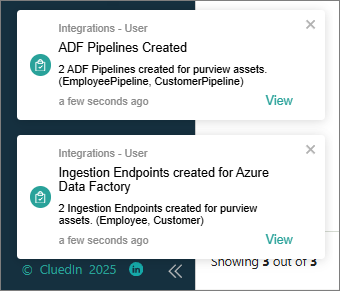 Integrations - User
ADF Pipelines Created
2 ADF Pipelines created for purview assets.
(EmployeePipeline, CustomerPipeline)
a few seconds ago
View
Integrations - User
Ingestion Endpoints created for Azure
Data Factory
2 Ingestion Endpoints created for purview
assets. (Employee, Customer)
a few seconds ago
View
© CluedIn 2025 in
Showing 3 out of 3